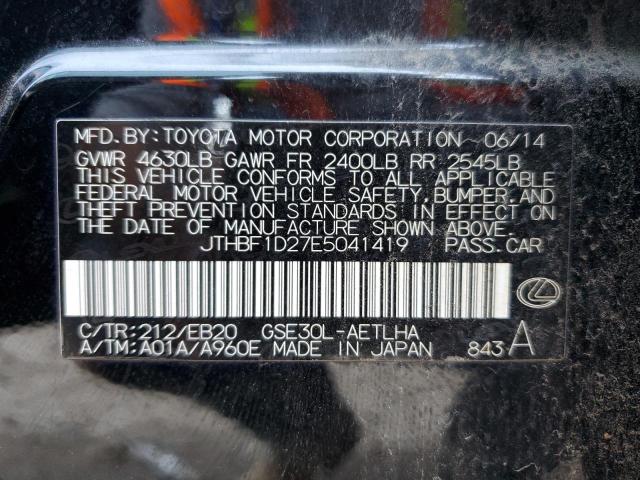 MFD.BY:TOYOTA MOTOR CORPORATION 06/14
GVWR 4630LB GAWR FR 2400LB RR 2545LB
THIS VEHICLE CONFORMS TO ALL APPLICABLE
FEDERAL MOTOR VEHICLE SAFETY,BUMPER,AND
THEFT PREVENTION STANDARDS IN EFFECT ON
THE DATE OF MANUFACTURE SHOWN ABOVE.
JTHBF1D27E5041419 PASS.CAR
C/TR:212/EB20 GSE30L-AETLHA
A/TM:A01A/A960E MADE IN JAPAN 843 A